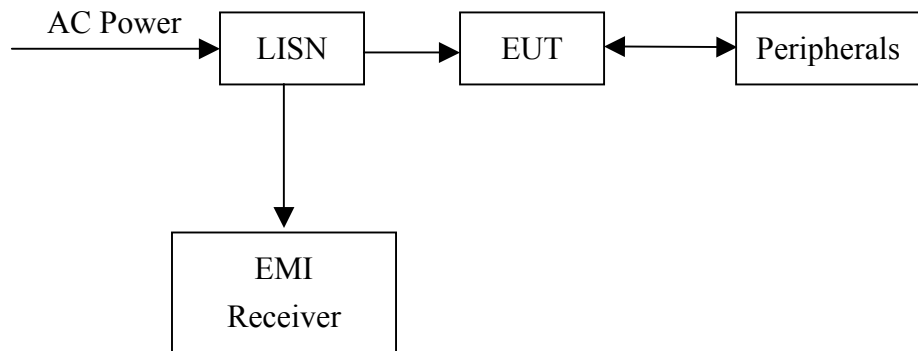 AC Power
LISN
EUT
Peripherals
EMI
Receiver